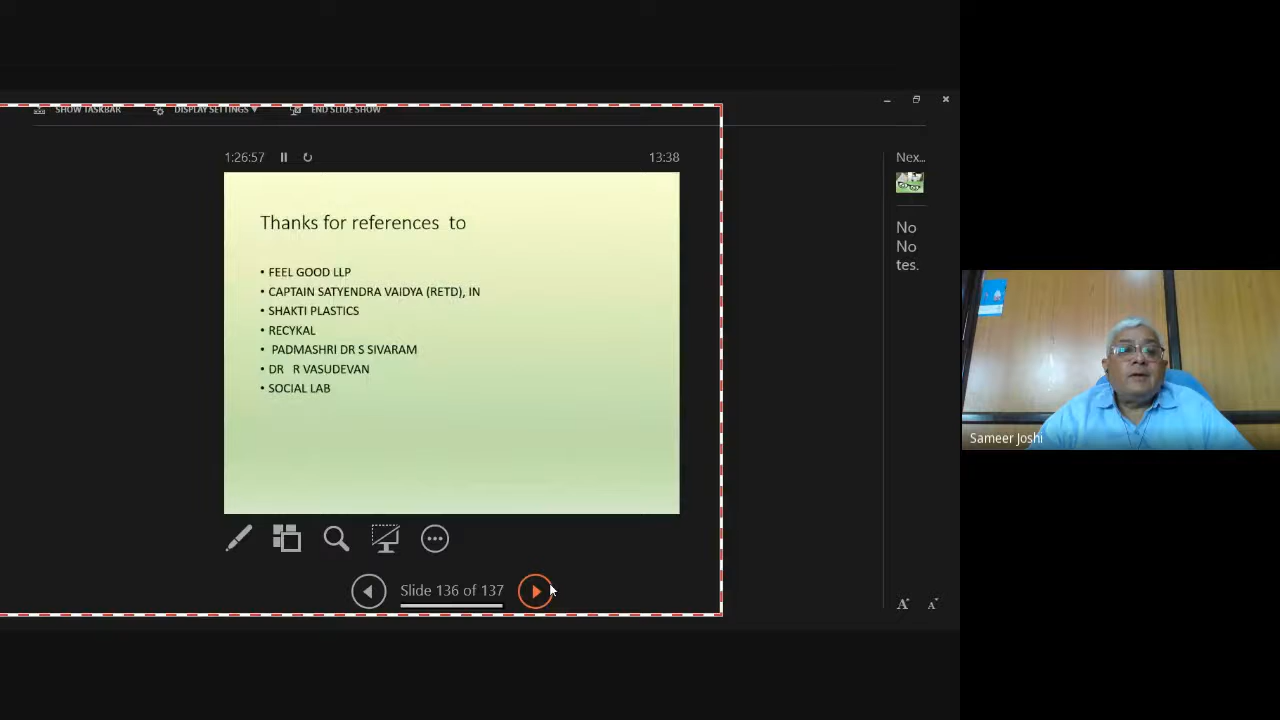 SHOW TASKBAR DISPLAY SETTINGS ▾ END SLIDE SHOW
1:26:57 13:38
Nex...
Thanks for references to
• FEEL GOOD LLP
• CAPTAIN SATYENDRA VAIDYA (RETD), IN
• SHAKTI PLASTICS
• RECYKAL
• PADMASHRI DR S SIVARAM
• DR R VASUDEVAN
• SOCIAL LAB
No
No
tes.
Sameer Joshi
Slide 136 of 137
A A